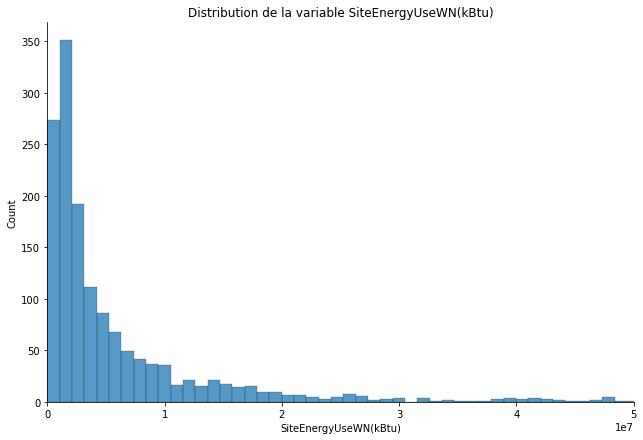 Distribution de la variable SiteEnergyUseWN(kBtu)
350
300
250
200
150
100
50
0
Count
0 1 2 3 4 5
1e7
SiteEnergyUseWN(kBtu)